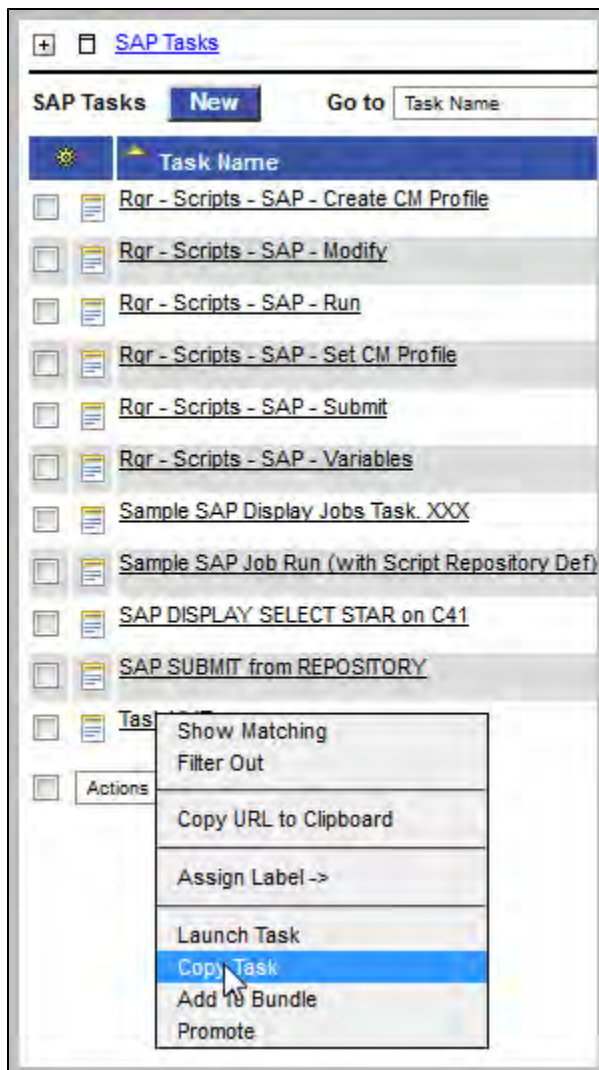 SAP Tasks
SAP Tasks New Go to Task Name
Task Name
Rqr - Scripts - SAP - Create CM Profile
Rqr - Scripts - SAP - Modify
Rqr - Scripts - SAP - Run
Rqr - Scripts - SAP - Set CM Profile
Rqr - Scripts - SAP - Submit
Rqr - Scripts - SAP - Variables
Sample SAP Display Jobs Task. XXX
Sample SAP Job Run (with Script Repository Def)
SAP DISPLAY SELECT STAR on C41
SAP SUBMIT from REPOSITORY
Show Matching
Filter Out
Actions
Copy URL to Clipboard
Assign Label ->
Launch Task
Copy Task
Add To Bundle
Promote